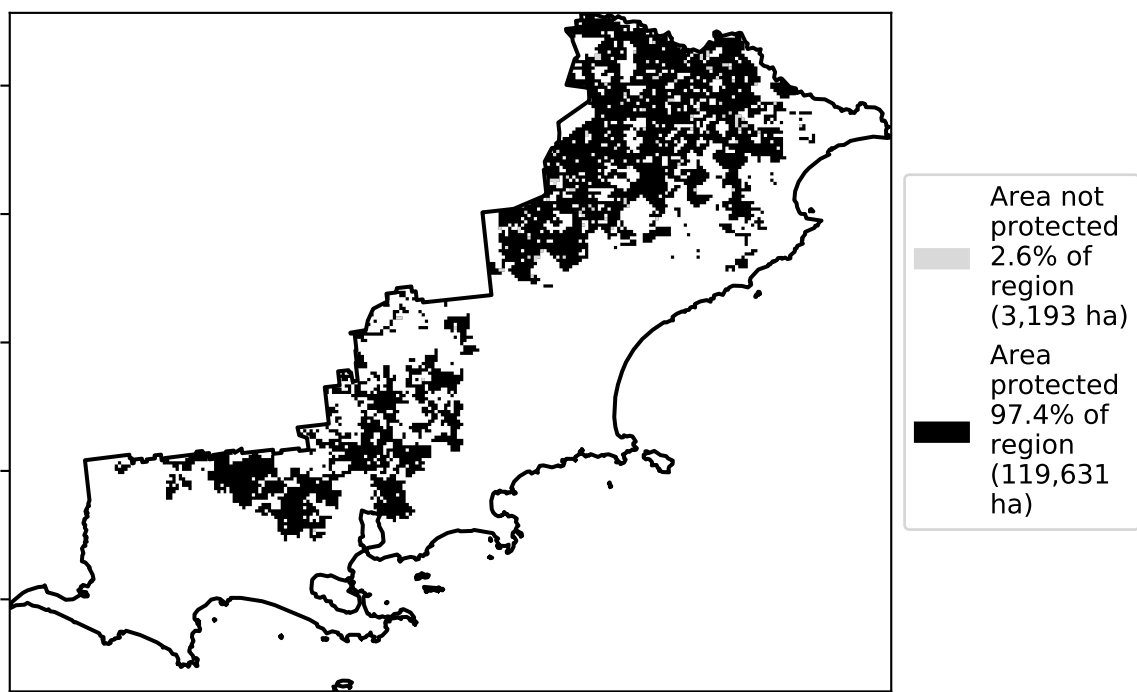 Area not
protected
2.6% of
region
(3,193 ha)
Area
protected
97.4% of
region
(119,631
ha)